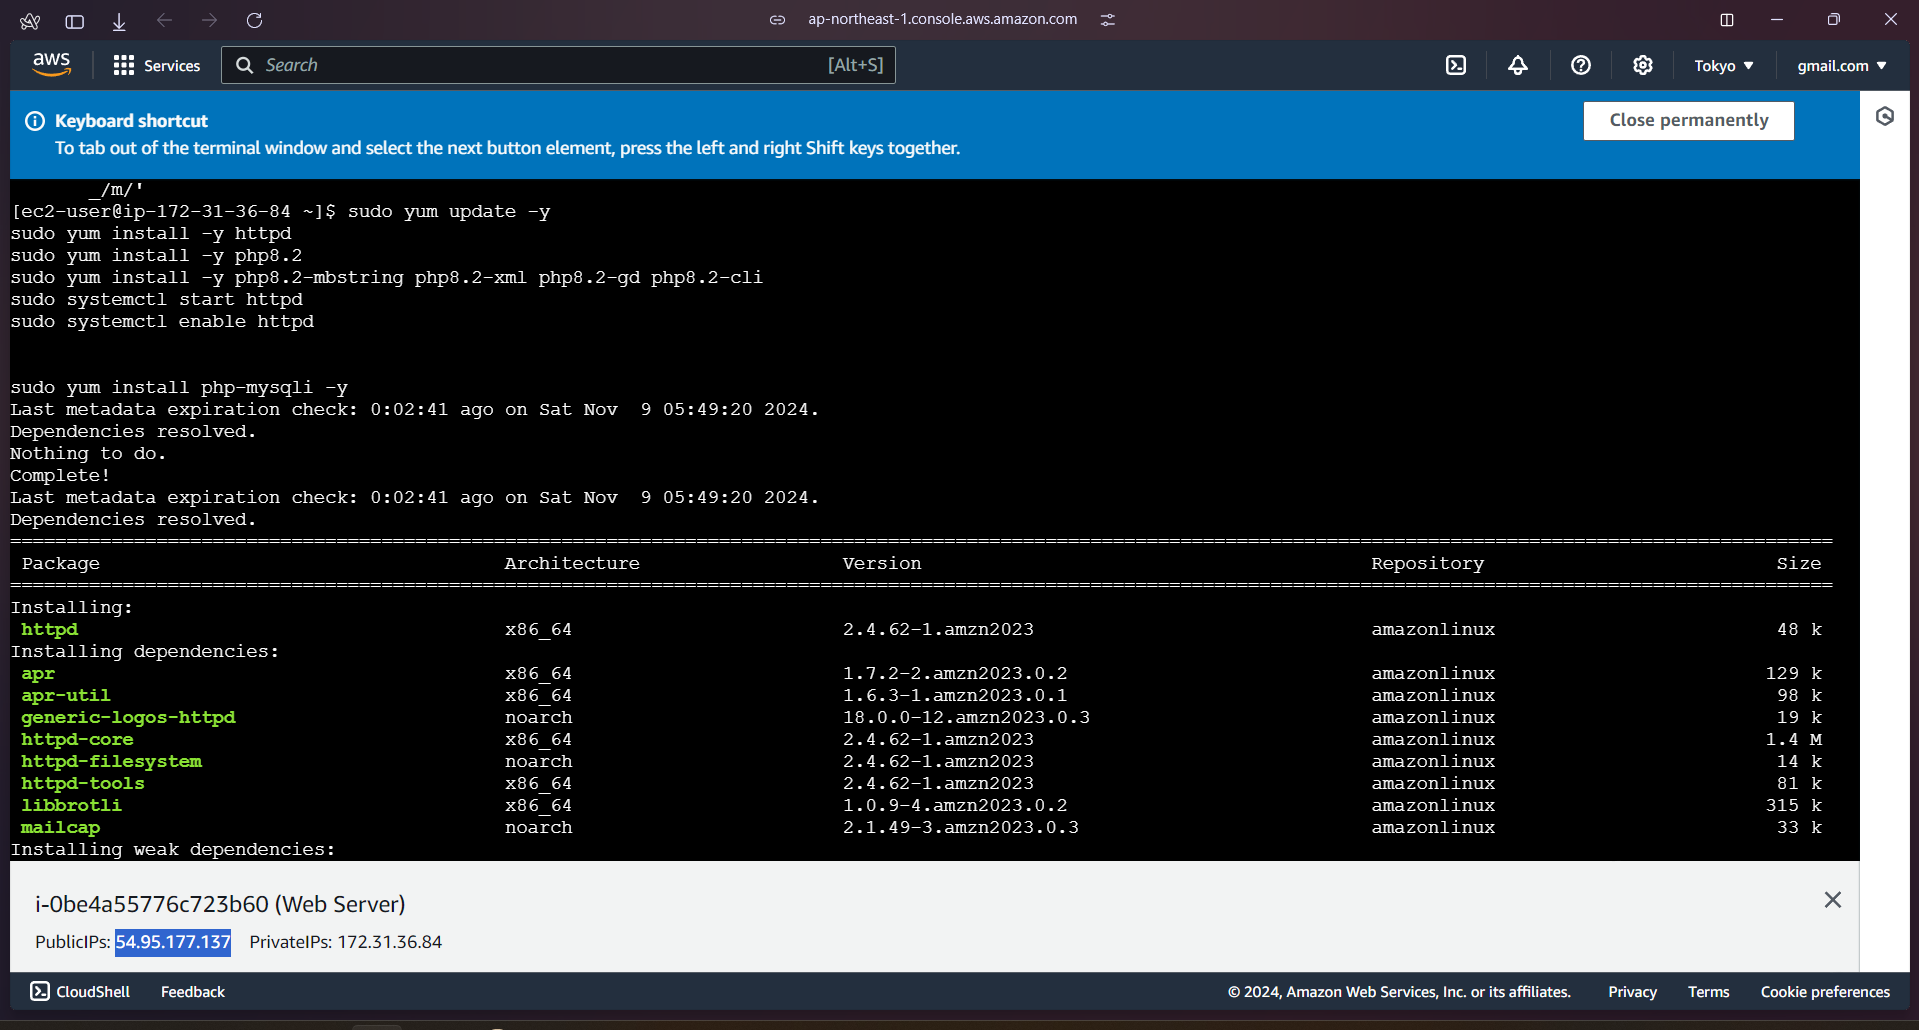 ap-northeast-1.console.aws.amazon.com
aws Services Search [Alt+S] Tokyo gmail.com
Keyboard shortcut
Close permanently
To tab out of the terminal window and select the next button element, press the left and right Shift keys together.
_/m/'
[ec2-user@ip-172-31-36-84 ~]$ sudo yum update -y
sudo yum install -y httpd
sudo yum install -y php8.2
sudo yum install -y php8.2-mbstring php8.2-xml php8.2-gd php8.2-cli
sudo systemctl start httpd
sudo systemctl enable httpd
sudo yum install php-mysqli -y
Last metadata expiration check: 0:02:41 ago on Sat Nov  9 05:49:20 2024.
Dependencies resolved.
Nothing to do.
Complete!
Last metadata expiration check: 0:02:41 ago on Sat Nov  9 05:49:20 2024.
Dependencies resolved.
Package Architecture Version Repository Size
Installing:
httpd x86_64 2.4.62-1.amzn2023 amazonlinux 48 k
Installing dependencies:
apr x86_64 1.7.2-2.amzn2023.0.2 amazonlinux 129 k
apr-util x86_64 1.6.3-1.amzn2023.0.1 amazonlinux 98 k
generic-logos-httpd noarch 18.0.0-12.amzn2023.0.3 amazonlinux 19 k
httpd-core x86_64 2.4.62-1.amzn2023 amazonlinux 1.4 M
httpd-filesystem noarch 2.4.62-1.amzn2023 amazonlinux 14 k
httpd-tools x86_64 2.4.62-1.amzn2023 amazonlinux 81 k
libbrotli x86_64 1.0.9-4.amzn2023.0.2 amazonlinux 315 k
mailcap noarch 2.1.49-3.amzn2023.0.3 amazonlinux 33 k
Installing weak dependencies:
i-0be4a55776c723b60 (Web Server)
PublicIPs: 54.95.177.137 PrivateIPs: 172.31.36.84
CloudShell Feedback © 2024, Amazon Web Services, Inc. or its affiliates. Privacy Terms Cookie preferences